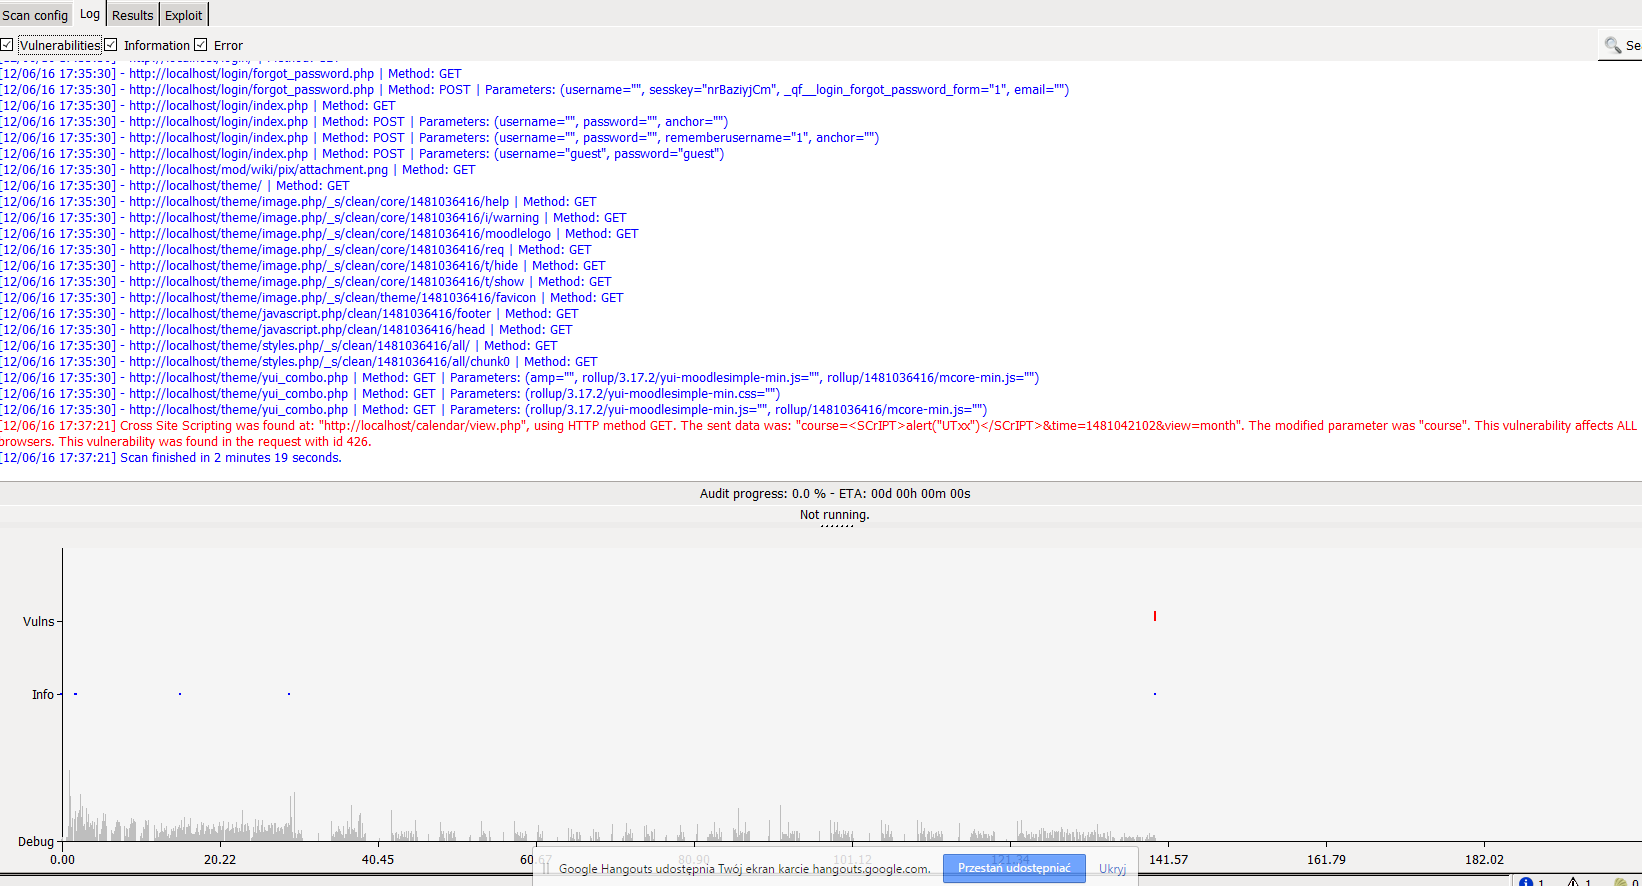 Scan config Log Results Exploit
Vulnerabilities Information Error
[12/06/16 17:35:30] - http://localhost/login/ | Method: GET
[12/06/16 17:35:30] - http://localhost/login/forgot_password.php | Method: GET
[12/06/16 17:35:30] - http://localhost/login/forgot_password.php | Method: POST | Parameters: (username="", sesskey="nrBaziyjCm", _qf__login_forgot_password_form="1", email="")
[12/06/16 17:35:30] - http://localhost/login/index.php | Method: GET
[12/06/16 17:35:30] - http://localhost/login/index.php | Method: POST | Parameters: (username="", password="", anchor="")
[12/06/16 17:35:30] - http://localhost/login/index.php | Method: POST | Parameters: (username="", password="", rememberusername="1", anchor="")
[12/06/16 17:35:30] - http://localhost/login/index.php | Method: POST | Parameters: (username="guest", password="guest")
[12/06/16 17:35:30] - http://localhost/mod/wiki/pix/attachment.png | Method: GET
[12/06/16 17:35:30] - http://localhost/theme/ | Method: GET
[12/06/16 17:35:30] - http://localhost/theme/image.php/_s/clean/core/1481036416/help | Method: GET
[12/06/16 17:35:30] - http://localhost/theme/image.php/_s/clean/core/1481036416/i/warning | Method: GET
[12/06/16 17:35:30] - http://localhost/theme/image.php/_s/clean/core/1481036416/moodlelogo | Method: GET
[12/06/16 17:35:30] - http://localhost/theme/image.php/_s/clean/core/1481036416/req | Method: GET
[12/06/16 17:35:30] - http://localhost/theme/image.php/_s/clean/core/1481036416/t/hide | Method: GET
[12/06/16 17:35:30] - http://localhost/theme/image.php/_s/clean/core/1481036416/t/show | Method: GET
[12/06/16 17:35:30] - http://localhost/theme/image.php/_s/clean/theme/1481036416/favicon | Method: GET
[12/06/16 17:35:30] - http://localhost/theme/javascript.php/clean/1481036416/footer | Method: GET
[12/06/16 17:35:30] - http://localhost/theme/javascript.php/clean/1481036416/head | Method: GET
[12/06/16 17:35:30] - http://localhost/theme/styles.php/_s/clean/1481036416/all/ | Method: GET
[12/06/16 17:35:30] - http://localhost/theme/styles.php/_s/clean/1481036416/all/chunk0 | Method: GET
[12/06/16 17:35:30] - http://localhost/theme/yui_combo.php | Method: GET | Parameters: (amp="", rollup/3.17.2/yui-moodlesimple-min.js="", rollup/1481036416/mcore-min.js="")
[12/06/16 17:35:30] - http://localhost/theme/yui_combo.php | Method: GET | Parameters: (rollup/3.17.2/yui-moodlesimple-min.css="")
[12/06/16 17:35:30] - http://localhost/theme/yui_combo.php | Method: GET | Parameters: (rollup/3.17.2/yui-moodlesimple-min.js="", rollup/1481036416/mcore-min.js="")
[12/06/16 17:37:21] Cross Site Scripting was found at: "http://localhost/calendar/view.php", using HTTP method GET. The sent data was: "course=<SCrIPT>alert("UTxx")</SCrIPT>&time=1481042102&view=month". The modified parameter was "course". This vulnerability affects ALL
browsers. This vulnerability was found in the request with id 426.
[12/06/16 17:37:21] Scan finished in 2 minutes 19 seconds.
Audit progress: 0.0 % - ETA: 00d 00h 00m 00s
Not running.
Vulns
Info
Debug
0.00 20.22 40.45 60.67 80.90 101.12 121.34 141.57 161.79 182.02
Google Hangouts udostępnia Twój ekran karcie hangouts.google.com. Przestań udostępniać Ukryj
1 1 0